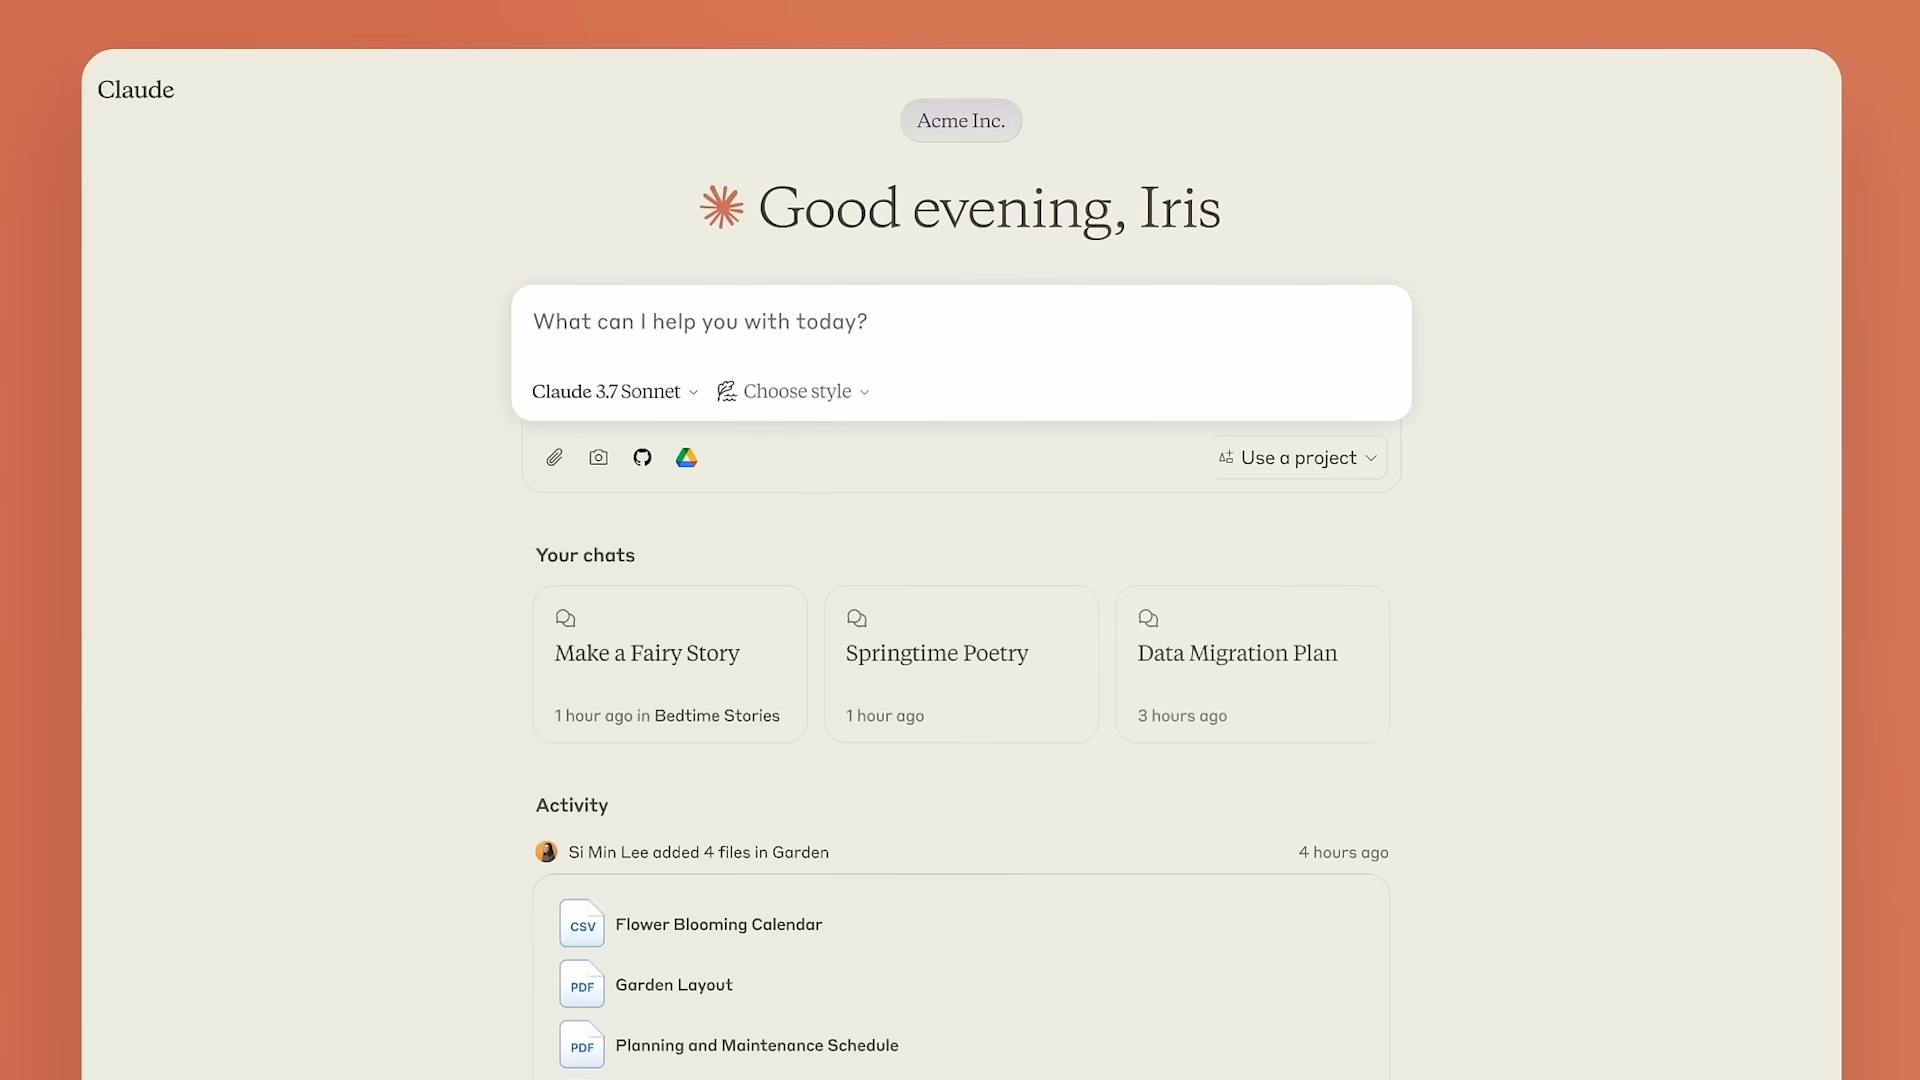 Claude
Acme Inc.
Good evening, Iris
What can I help you with today?
Claude 3.7 Sonnet
Choose style
Use a project
Your chats
Make a Fairy Story
1 hour ago in Bedtime Stories
Springtime Poetry
1 hour ago
Data Migration Plan
3 hours ago
Activity
Si Min Lee added 4 files in Garden
4 hours ago
CSV
Flower Blooming Calendar
PDF
Garden Layout
PDF
Planning and Maintenance Schedule